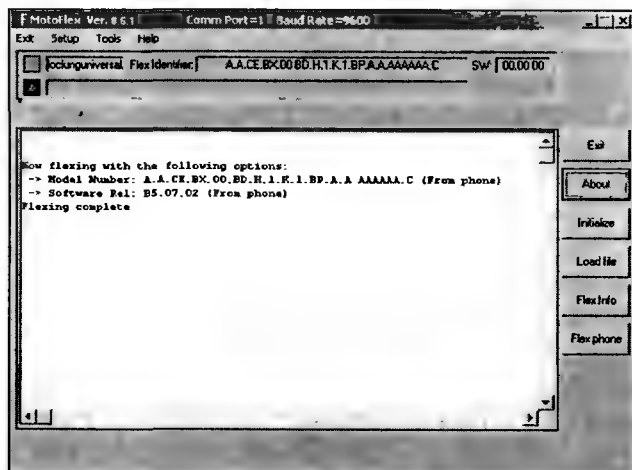 MotoFlex Ver. 8.6.1 Comm Port=1 Baud Rate=9600
Exit Setup Tools Help
lockinguniversal Flex Identifier: A.A.CE.BX.00.BD.H.1.K.1.BP.A.A.AAAAAA.C SW: 00.00.00
Now flexing with the following options:
-> Model Number: A.A.CE.BX.00.BD.H.1.K.1.BP.A.A AAAAAA.C (From phone)
-> Software Rel: B5.07.02 (From phone)
Flexing complete
Exit
About
Initialize
Load file
Flex Info
Flex phone